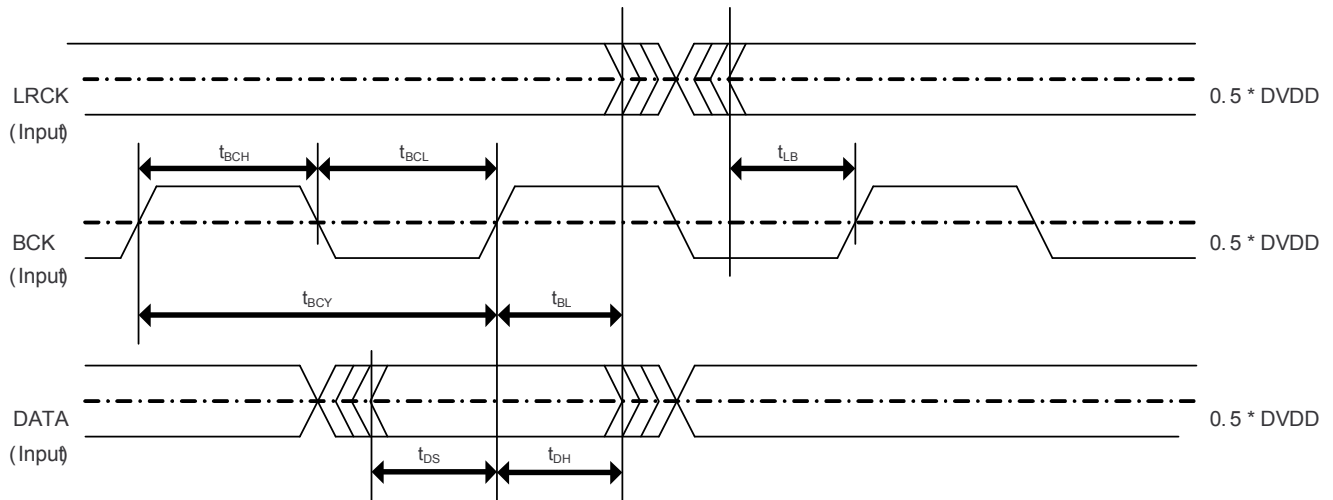 LRCK
(Input)
0.5 * DVDD
tBCH
tBCL
tLB
BCK
(Input)
0.5 * DVDD
tBCY
tBL
DATA
(Input)
0.5 * DVDD
tDS
tDH